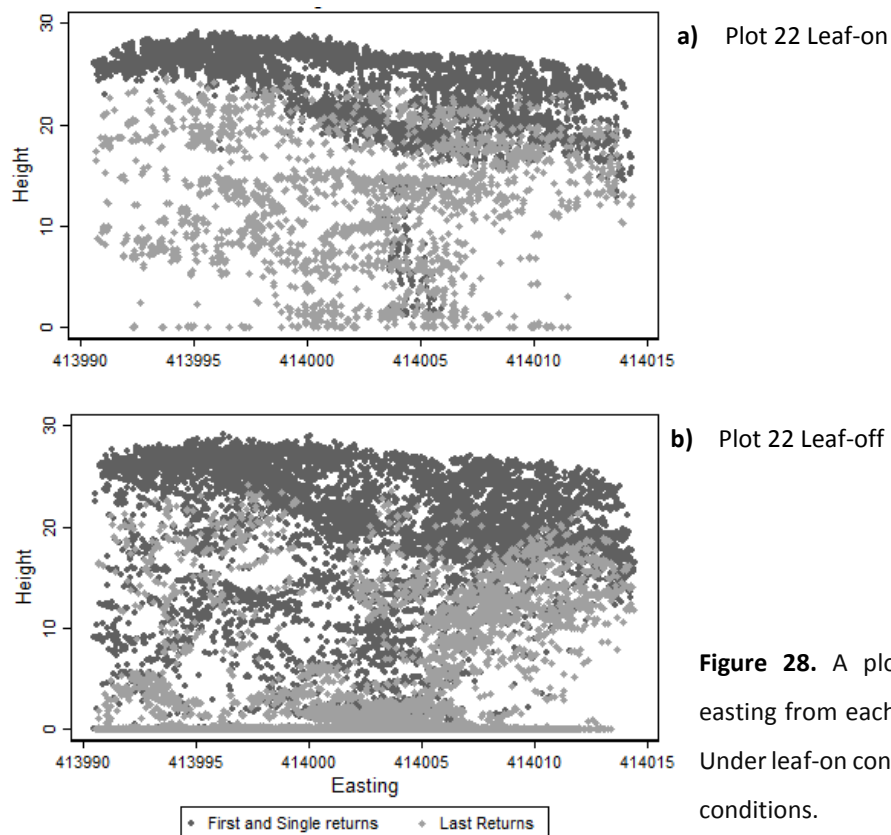 a) Plot 22 Leaf-on
30
20
10
0
Height
413990 413995 414000 414005 414010 414015
b) Plot 22 Leaf-off
30
20
10
0
Height
413990 413995 414000 414005 414010 414015
Easting
First and Single returns Last Returns
Figure 28. A
easting from each
Under leaf-on
conditions.